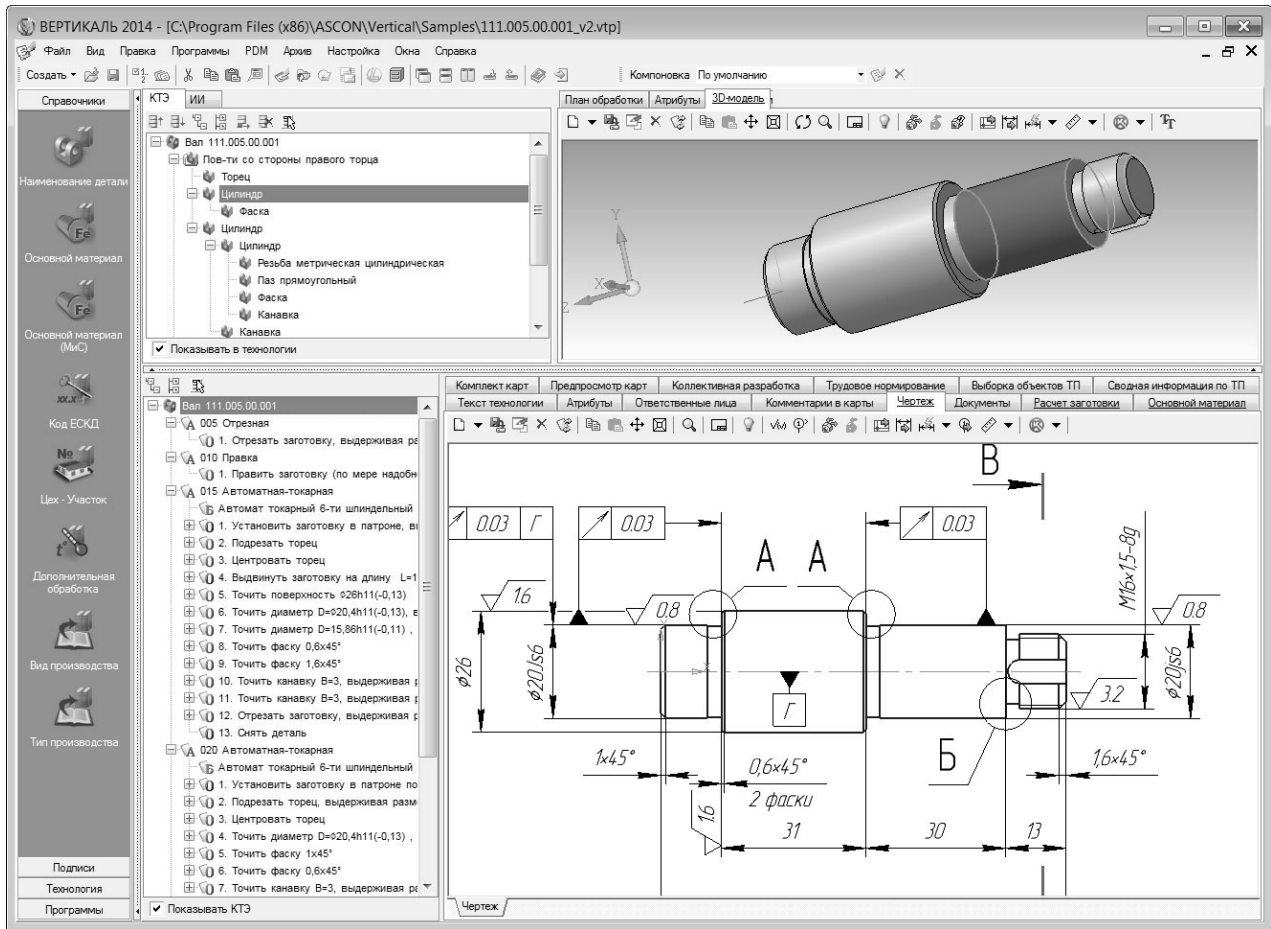 ВЕРТИКАЛЬ 2014 - [C:\Program Files (x86)\ASCON\Vertical\Samples\111.005.00.001_v2.vtp]
Файл Вид Правка Программы PDM Архив Настройка Окна Справка
Создать Компоновка По умолчанию
Справочники
Наименование детали
Основной материал
Основной материал (МиС)
Код ЕСКД
Цех - Участок
Дополнительная обработка
Вид производства
Тип производства
Подписи
Технология
Программы
КТЭ ИИ
Вал 111.005.00.001
Пов-ти со стороны правого торца
Торец
Цилиндр
Фаска
Цилиндр
Цилиндр
Резьба метрическая цилиндрическая
Паз прямоугольный
Фаска
Канавка
Канавка
Показывать в технологии
План обработки Атрибуты 3D-модель
Y
X
Z
Вал 111.005.00.001
005 Отрезная
1. Отрезать заготовку, выдерживая ра
010 Правка
1. Править заготовку (по мере надобн
015 Автоматная-токарная
Автомат токарный 6-ти шпиндельный
1. Установить заготовку в патроне, вы
2. Подрезать торец
3. Центровать торец
4. Выдвинуть заготовку на длину L=1
5. Точить поверхность ⌀26h11(-0,13)
6. Точить диаметр D=⌀20,4h11(-0,13), в
7. Точить диаметр D=15,86h11(-0,11) ,
8. Точить фаску 0,6x45°
9. Точить фаску 1,6x45°
10. Точить канавку B=3, выдерживая р
11. Точить канавку B=3, выдерживая р
12. Отрезать заготовку, выдерживая р
13. Снять деталь
020 Автоматная-токарная
Автомат токарный 6-ти шпиндельный
1. Установить заготовку в патроне по
2. Подрезать торец, выдерживая разм
3. Центровать торец
4. Точить диаметр D=⌀20,4h11(-0,13) ,
5. Точить фаску 1x45°
6. Точить фаску 0,6x45°
7. Точить канавку B=3, выдерживая ра
Показывать КТЭ
Комплект карт Предпросмотр карт Коллективная разработка Трудовое нормирование Выборка объектов ТП Сводная информация по ТП
Текст технологии Атрибуты Ответственные лица Комментарии в карты Чертеж Документы Расчет заготовки Основной материал
В
0.03 Г
0.03
0.03
А А
М16х1,5-8g
1.6
0.8
0.8
⌀26
⌀20Js6
Г
3.2
⌀20js6
1x45°
0,6x45°
2 фаски
Б
1,6x45°
1.6
31
30
13
Чертеж